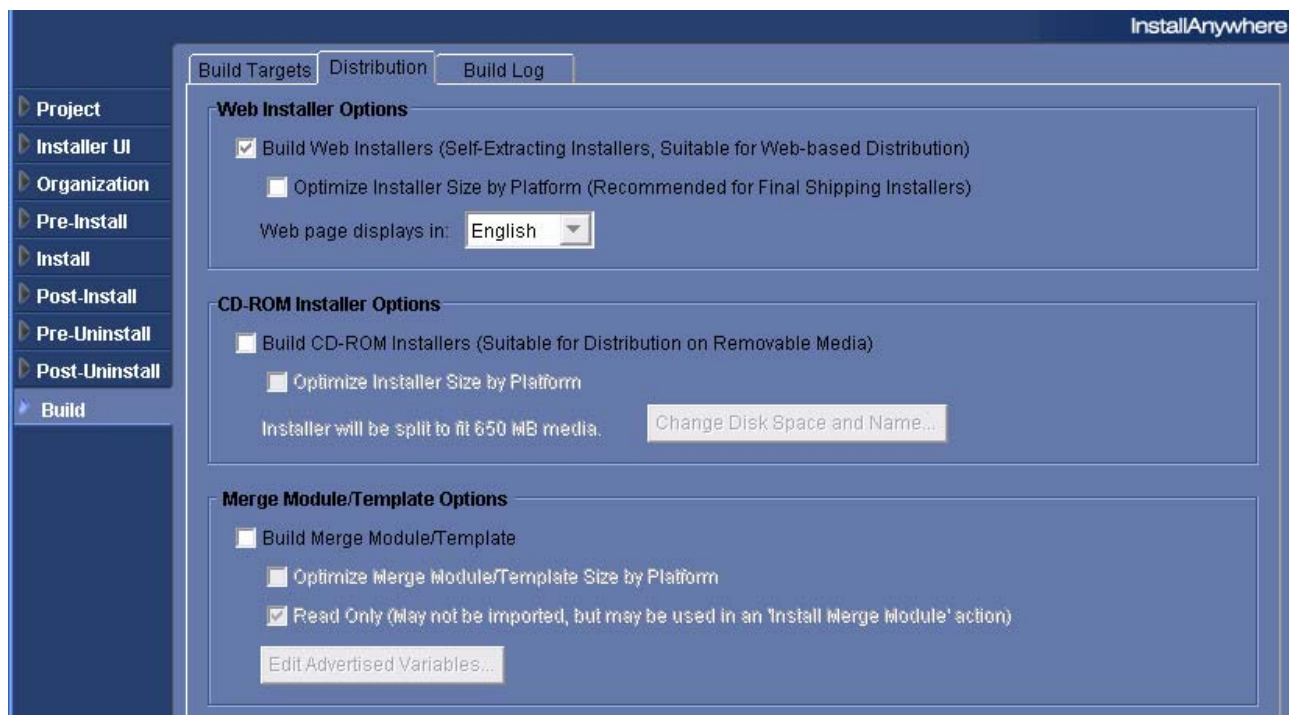 InstallAnywhere
Build Targets
Distribution
Build Log
Project
Installer UI
Organization
Pre-Install
Install
Post-Install
Pre-Uninstall
Post-Uninstall
Build
Web Installer Options
Build Web Installers (Self-Extracting Installers, Suitable for Web-based Distribution)
Optimize Installer Size by Platform (Recommended for Final Shipping Installers)
Web page displays in: English
CD-ROM Installer Options
Build CD-ROM Installers (Suitable for Distribution on Removable Media)
Optimize Installer Size by Platform
Installer will be split to fit 650 MB media. Change Disk Space and Name...
Merge Module/Template Options
Build Merge Module/Template
Optimize Merge Module/Template Size by Platform
Read Only (May not be imported, but may be used in an 'Install Merge Module' action)
Edit Advertised Variables...